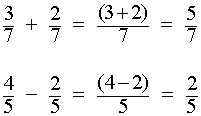 3/7 + 2/7 = (3+2)/7 = 5/7
4/5 − 2/5 = (4−2)/5 = 2/5